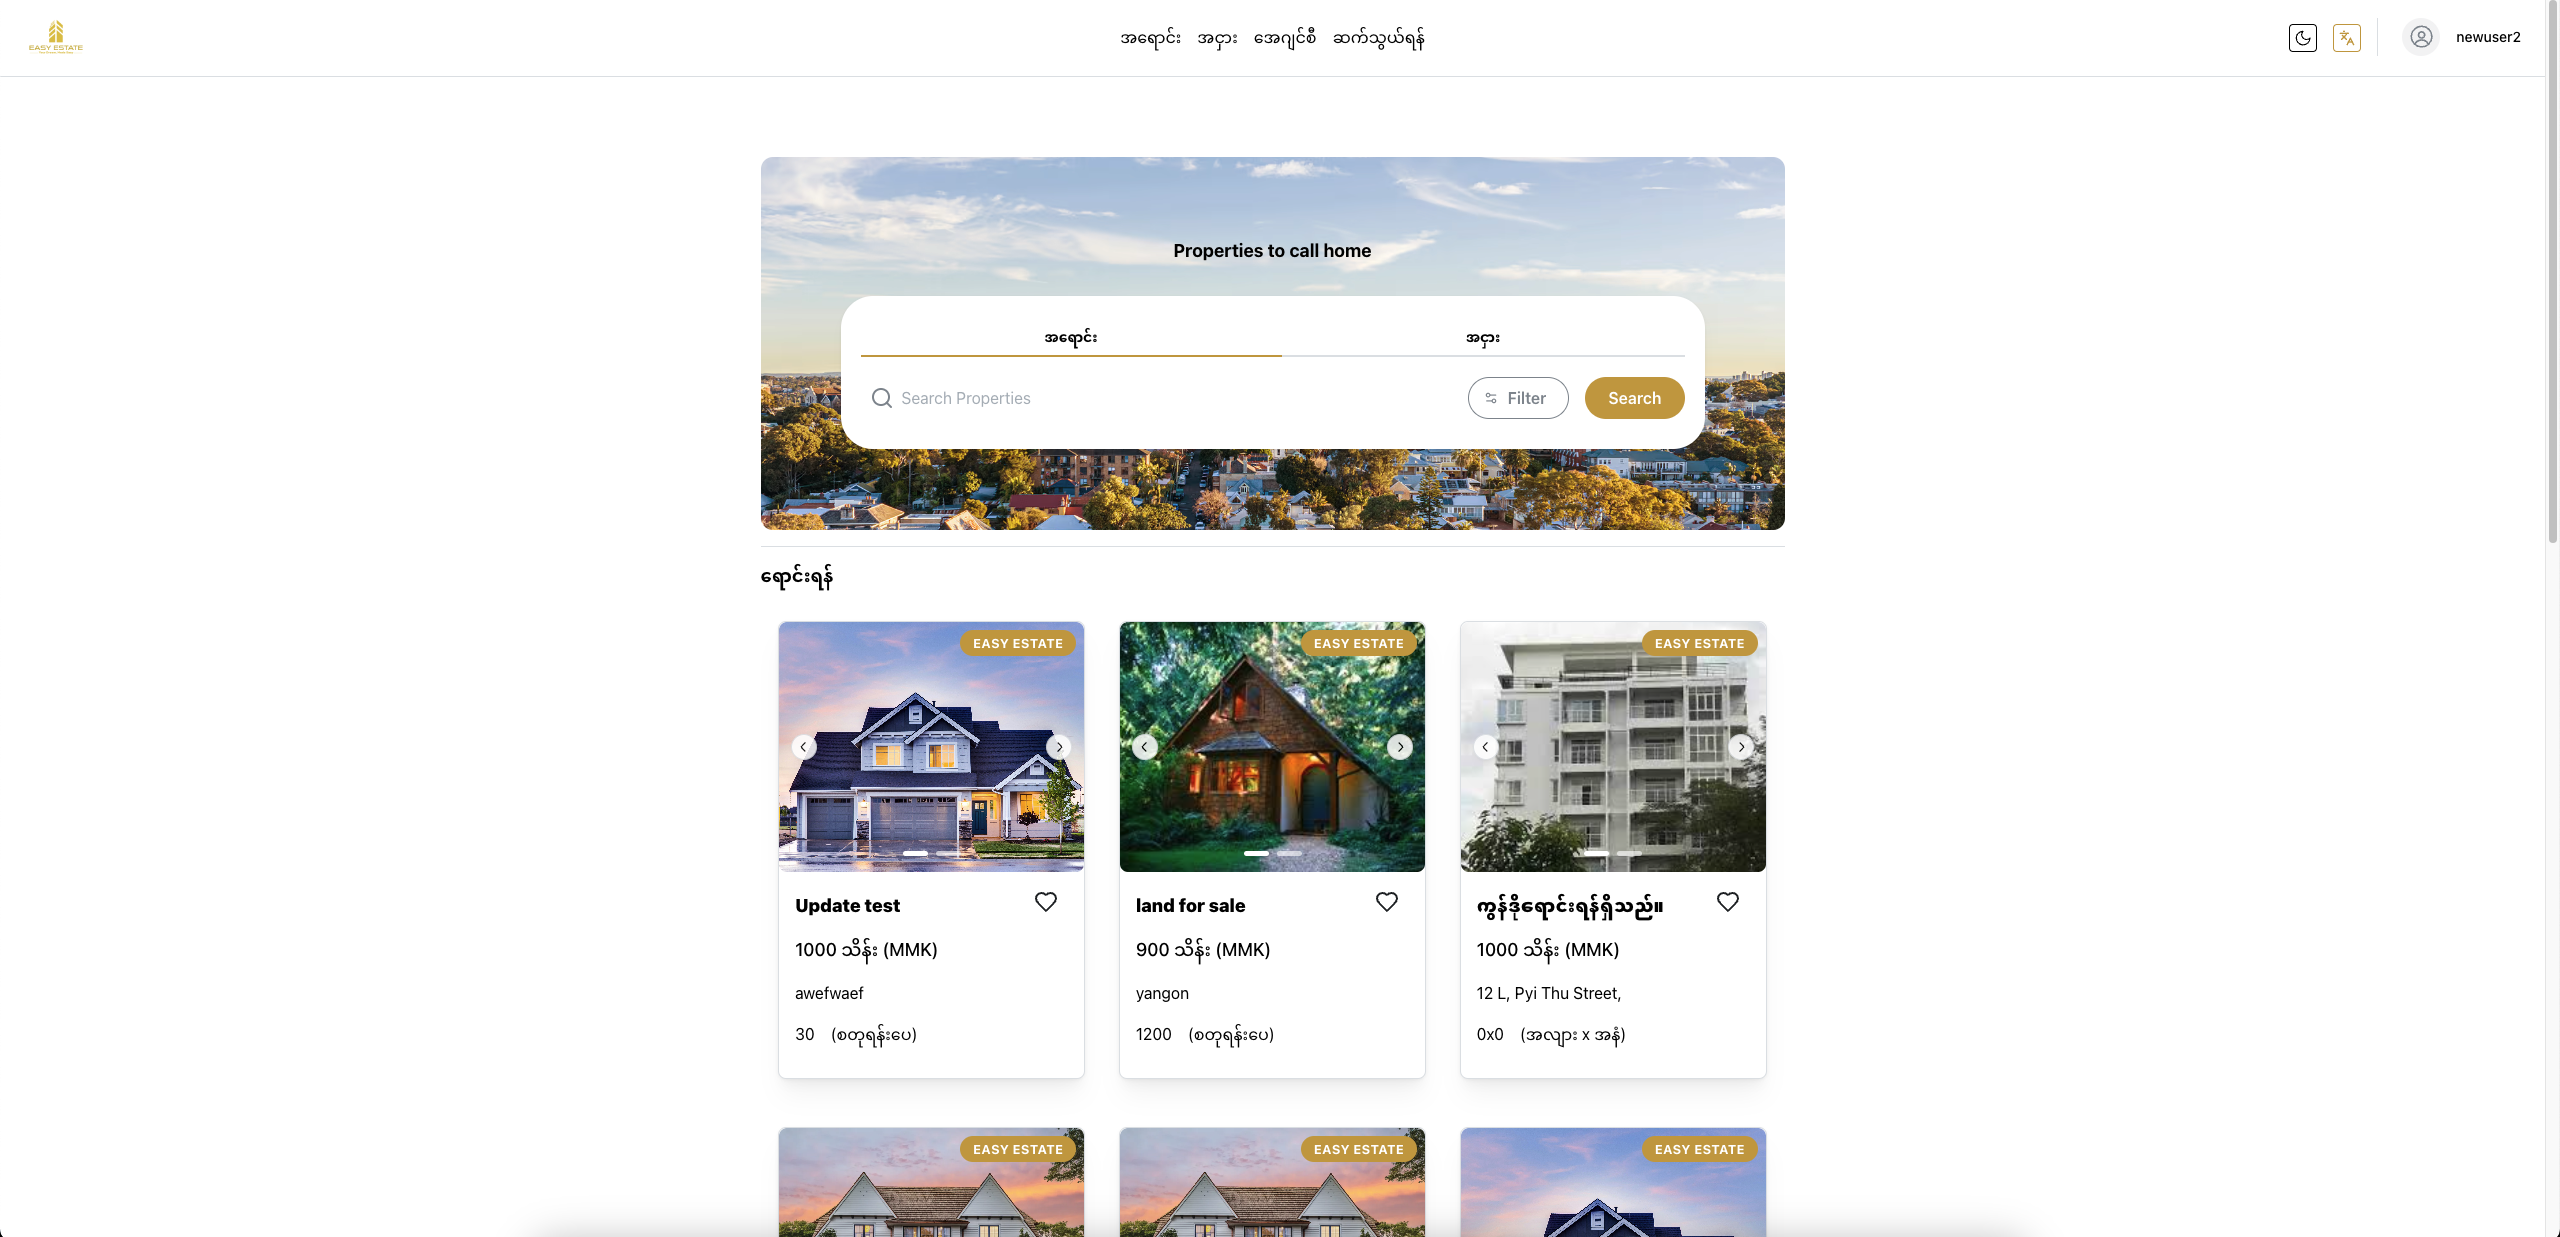 EASY ESTATE
အရောင်း အငှား အေဂျင်စီ ဆက်သွယ်ရန်
newuser2
Properties to call home
အရောင်း အငှား
Search Properties Filter Search
ရောင်းရန်
EASY ESTATE
Update test
1000 သိန်း (MMK)
awefwaef
30 (စတုရန်းပေ)
EASY ESTATE
land for sale
900 သိန်း (MMK)
yangon
1200 (စတုရန်းပေ)
EASY ESTATE
ကွန်ဒိုရောင်းရန်ရှိသည်။
1000 သိန်း (MMK)
12 L, Pyi Thu Street,
0x0 (အလျား x အနံ)
EASY ESTATE
EASY ESTATE
EASY ESTATE